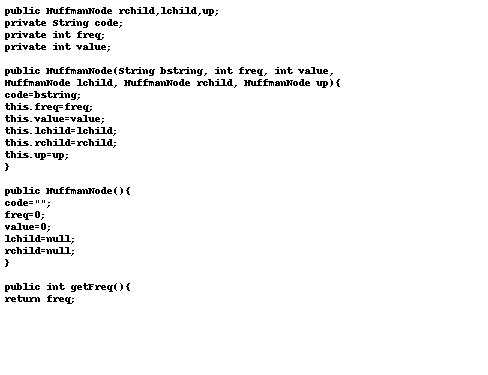 public HuffmanNode rchild,lchild,up;
private String code;
private int freq;
private int value;
public HuffmanNode(String bstring, int freq, int value,
HuffmanNode lchild, HuffmanNode rchild, HuffmanNode up){
code=bstring;
this.freq=freq;
this.value=value;
this.lchild=lchild;
this.rchild=rchild;
this.up=up;
}
public HuffmanNode(){
code="";
freq=0;
value=0;
lchild=null;
rchild=null;
}
public int getFreq(){
return freq;